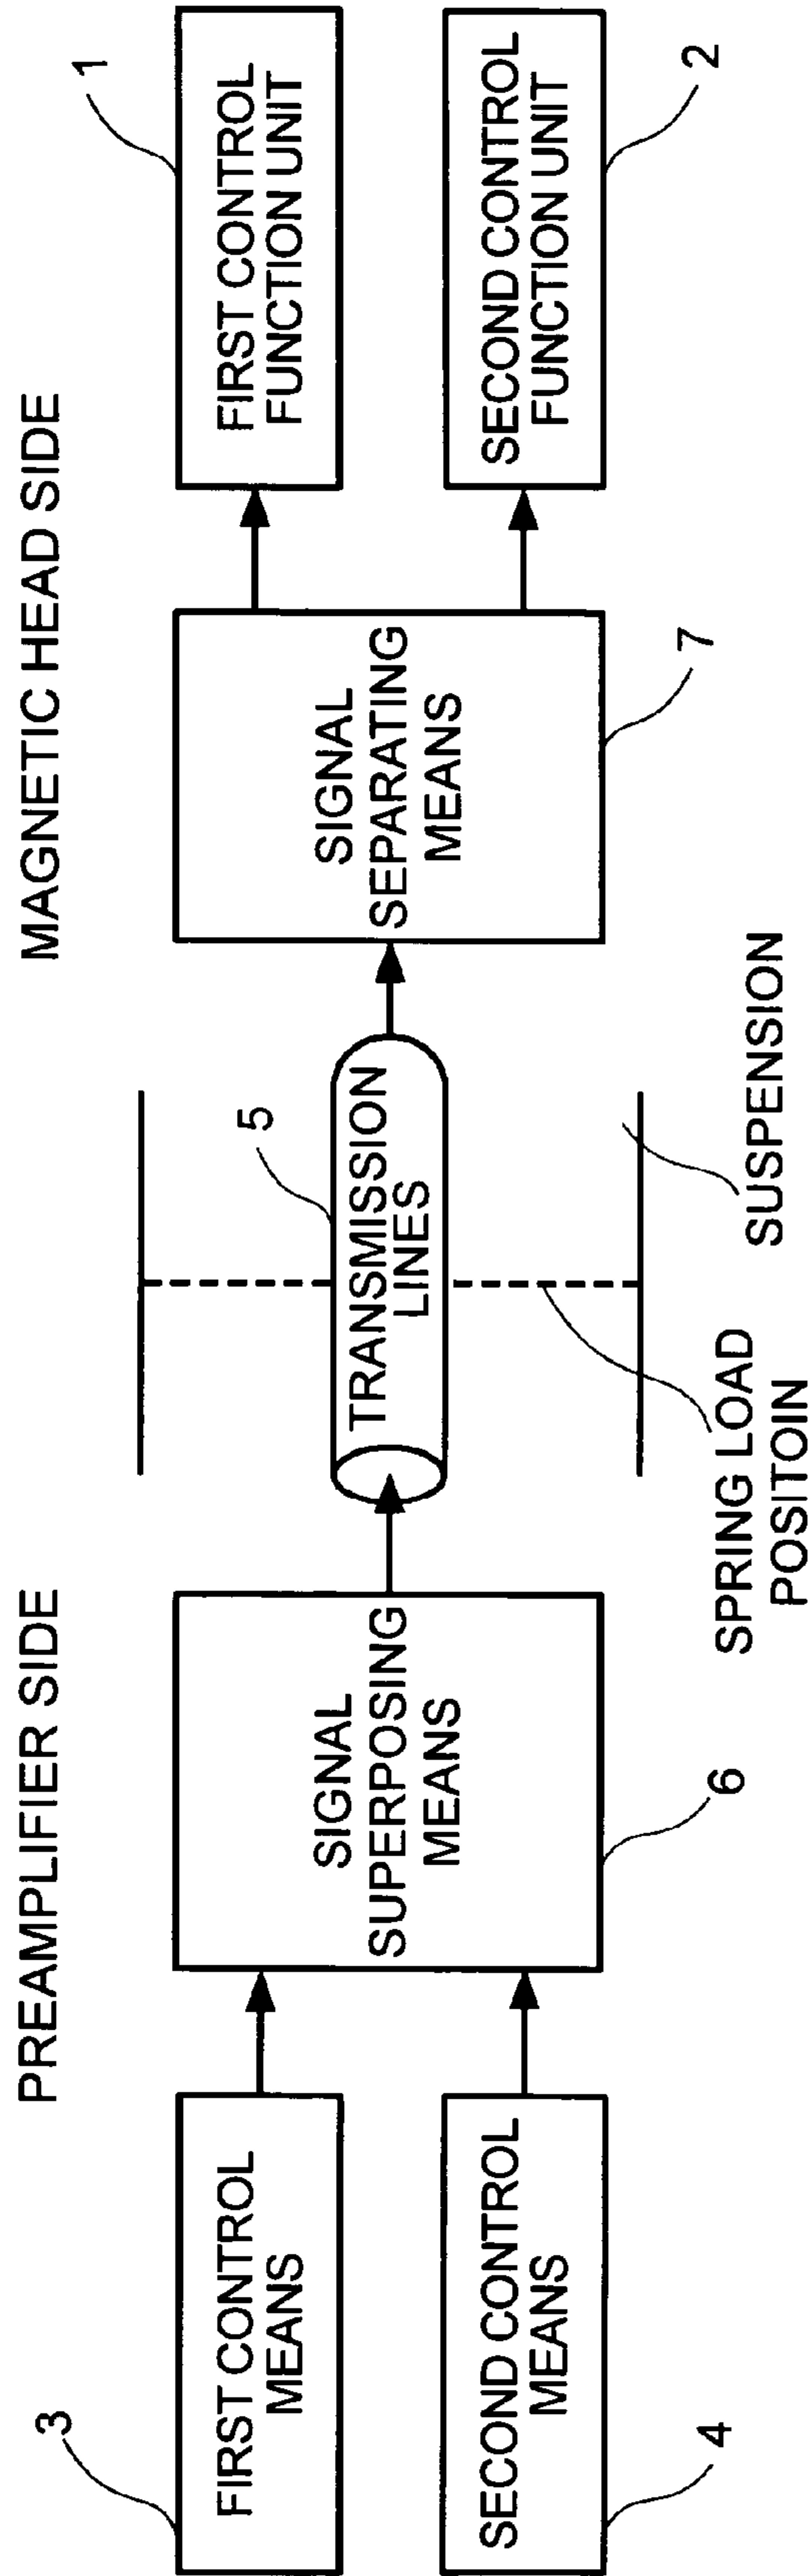 PREAMPLIFIER SIDE
MAGNETIC HEAD SIDE
3
FIRST CONTROL
MEANS
SECOND CONTROL
MEANS
4
SIGNAL
SUPERPOSING
MEANS
6
5
TRANSMISSION
LINES
SPRING LOAD
POSITOIN
SUSPENSION
SIGNAL
SEPARATING
MEANS
7
1
FIRST CONTROL
FUNCTION UNIT
SECOND CONTROL
FUNCTION UNIT
2